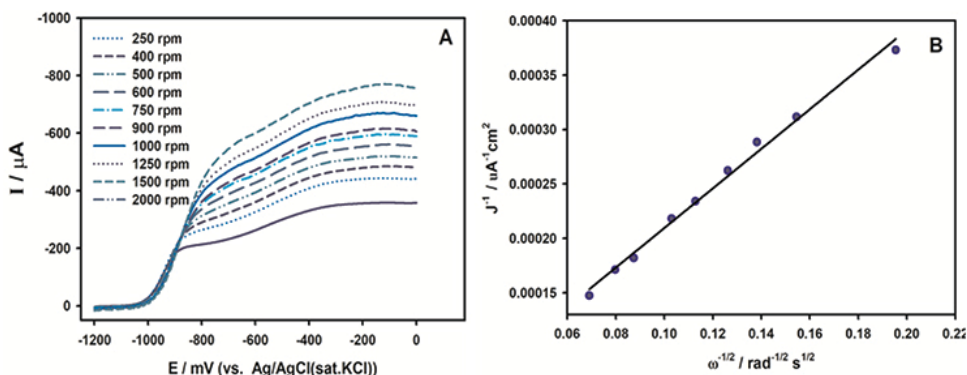 A
-1000
-800
-600
-400
-200
0
I / μA
250 rpm
400 rpm
500 rpm
600 rpm
750 rpm
900 rpm
1000 rpm
1250 rpm
1500 rpm
2000 rpm
-1200 -1000 -800 -600 -400 -200 0
E / mV (vs. Ag/AgCl(sat.KCl))
B
0.00040
0.00035
0.00030
0.00025
0.00020
0.00015
J⁻¹ / uA⁻¹cm²
0.06 0.08 0.10 0.12 0.14 0.16 0.18 0.20 0.22
ω⁻¹/² / rad⁻¹/² s¹/²